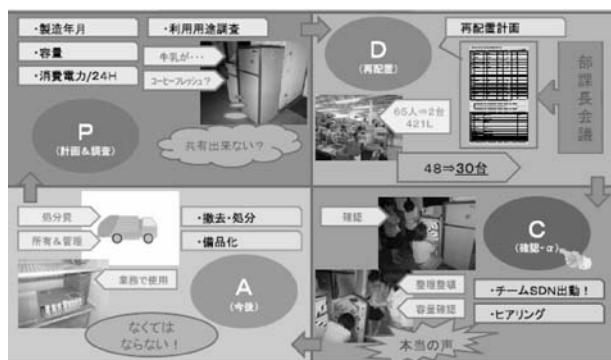 ・製造年月
・利用用途調査
・容量
・消費電力/24H
牛乳が・・・
コーヒーフレッシュ？
P
(計画＆調査)
共有出来ない？
D
(再配置)
再配置計画
部課長会議
65人⇒2台
421L
48⇒30台
処分費
所有＆管理
・撤去・処分
・備品化
業務で使用
A
(今後)
なくては
ならない！
確認
C
(確認+α)
整理整頓
容量確認
・チームSDN出動！
・ヒアリング
本当の声